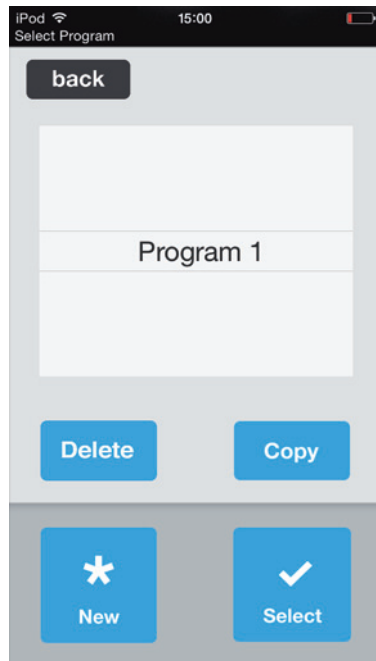 iPod 15:00
Select Program
back
Program 1
Delete Copy
New Select